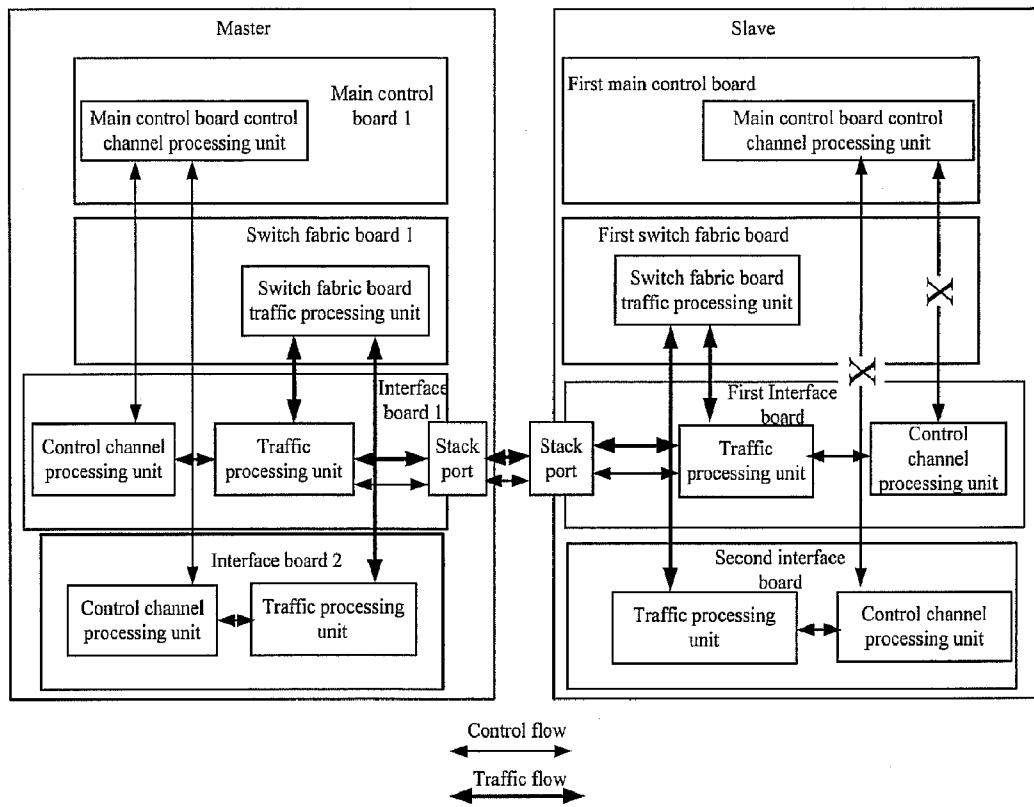 Master
Main control
board 1
Main control board control
channel processing unit
Switch fabric board 1
Switch fabric board
traffic processing unit
Interface
board 1
Control channel
processing unit
Traffic
processing unit
Stack
port
Interface board 2
Control channel
processing unit
Traffic processing
unit
Slave
First main control board
Main control board control
channel processing unit
First switch fabric board
Switch fabric board
traffic processing unit
X
X
First Interface
board
Stack
port
Traffic
processing unit
Control
channel
processing unit
Second interface
board
Traffic processing
unit
Control channel
processing unit
Control flow
Traffic flow